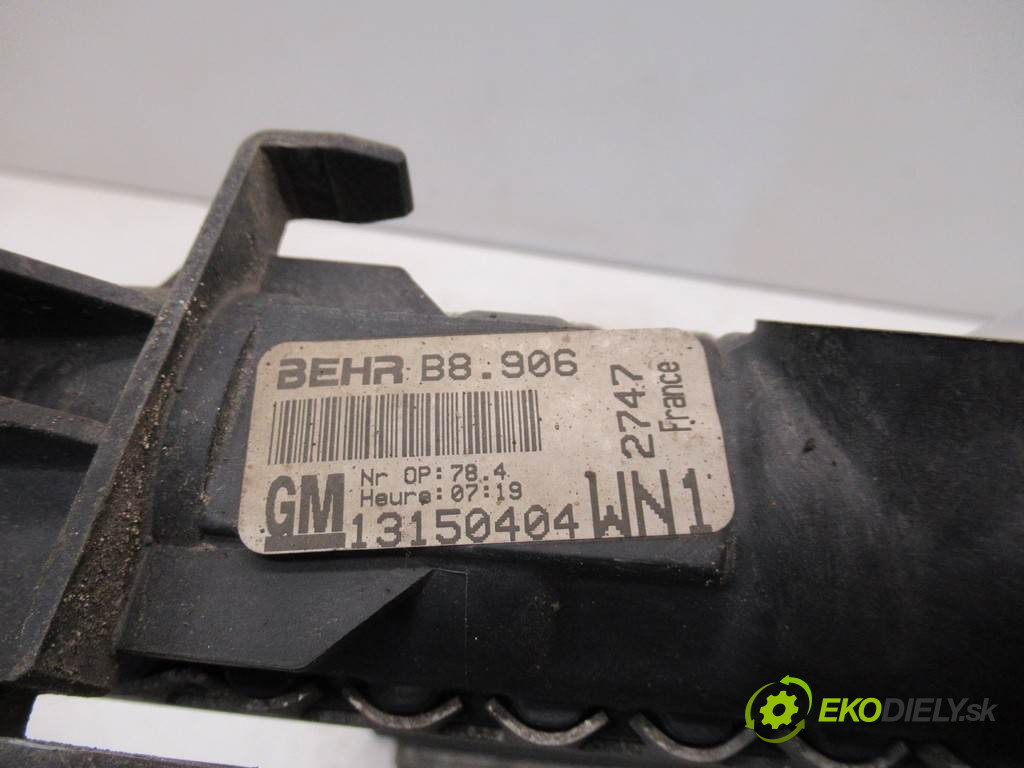 BEHR B8.906
Nr OP:78.4
Heure:07:19
GM 13150404 WN1
2747
France
EKODIELY.sk